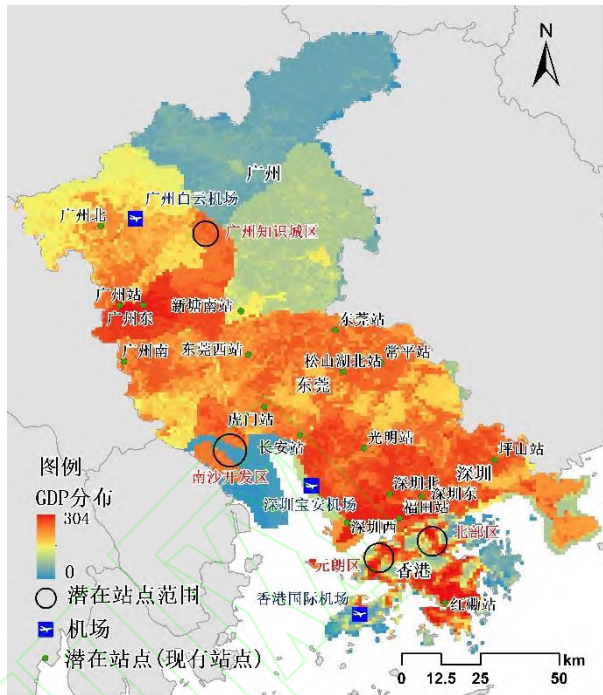 N
广州
广州白云机场
广州北
广州知识城区
广州站
新塘南站
广州东
东莞站
广州南
东莞西站
常平站
松山湖北站
东莞
虎门站
长安站
光明站
坪山站
图例
南沙开发区
深圳
GDP分布
深圳北
深圳东
深圳宝安机场
304
福田站
深圳西
北部区
元朗区
香港
0
潜在站点范围
香港国际机场
红磡站
机场
潜在站点(现有站点)
km
0 12.5 25 50